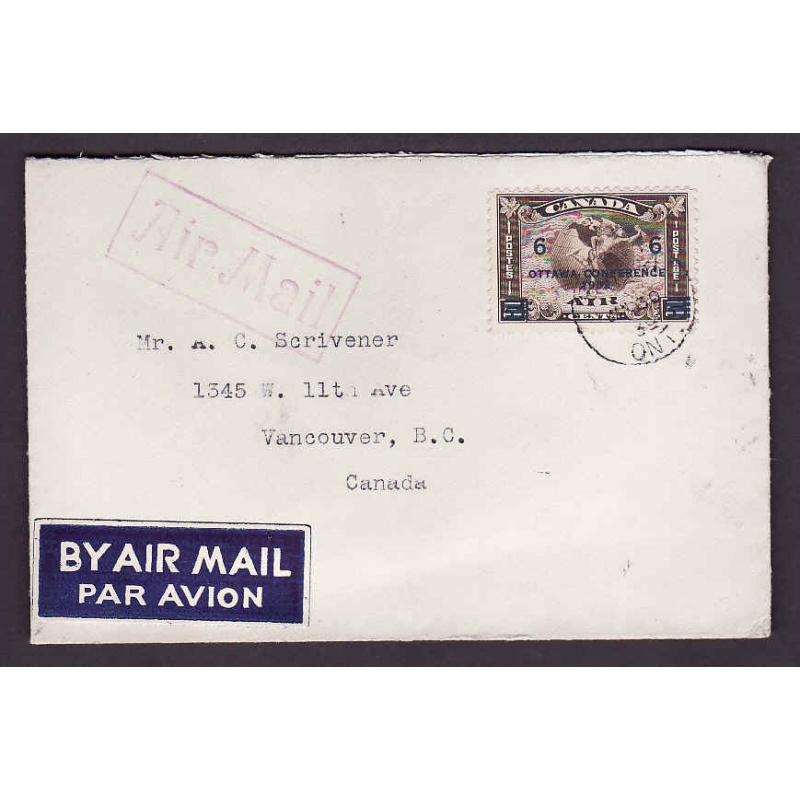 Air Mail
CANADA
POSTES
POSTAGE
6 6
OTTAWA CONFERENCE
1932
AIR
CENTS
ONT
Mr. A. C. Scrivener
1345 W. 11th Ave
Vancouver, B.C.
Canada
BY AIR MAIL
PAR AVION